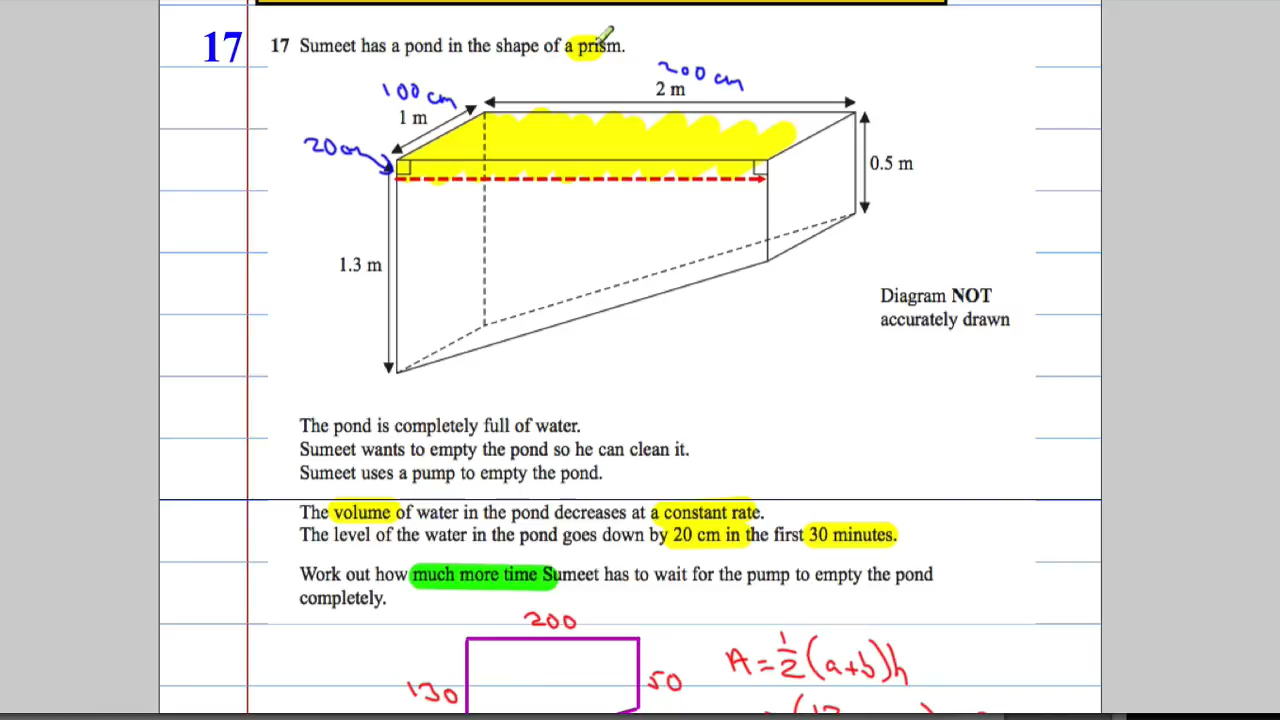 17
17 Sumeet has a pond in the shape of a prism.
200 cm
2 m
100 cm
1 m
20 cm
0.5 m
1.3 m
Diagram NOT
accurately drawn
The pond is completely full of water.
Sumeet wants to empty the pond so he can clean it.
Sumeet uses a pump to empty the pond.
The volume of water in the pond decreases at a constant rate.
The level of the water in the pond goes down by 20 cm in the first 30 minutes.
Work out how much more time Sumeet has to wait for the pump to empty the pond
completely.
200
A = 1/2 (a+b)h
130
50